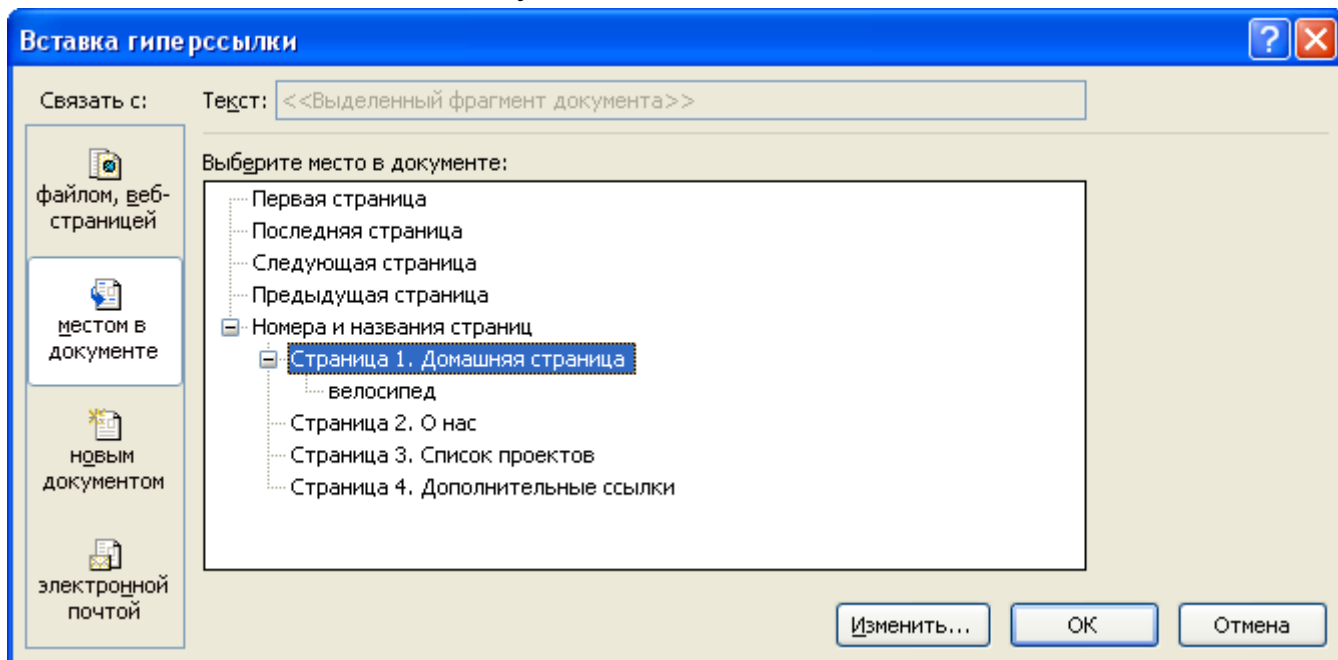 Вставка гиперссылки
Связать с:
Текст: <<Выделенный фрагмент документа>>
Выберите место в документе:
файлом, веб-
страницей
местом в
документе
новым
документом
электронной
почтой
Первая страница
Последняя страница
Следующая страница
Предыдущая страница
Номера и названия страниц
Страница 1. Домашняя страница
велосипед
Страница 2. О нас
Страница 3. Список проектов
Страница 4. Дополнительные ссылки
Изменить...
ОК
Отмена